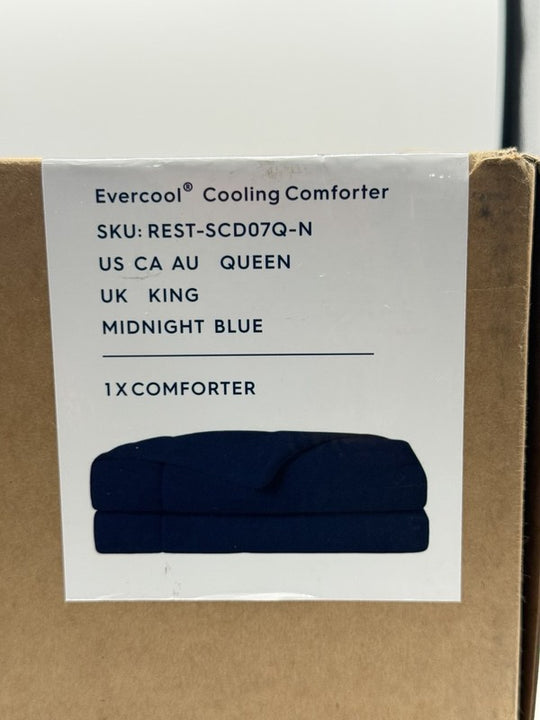 Evercool® Cooling Comforter
SKU: REST-SCD07Q-N
US CA AU QUEEN
UK KING
MIDNIGHT BLUE
1 X COMFORTER